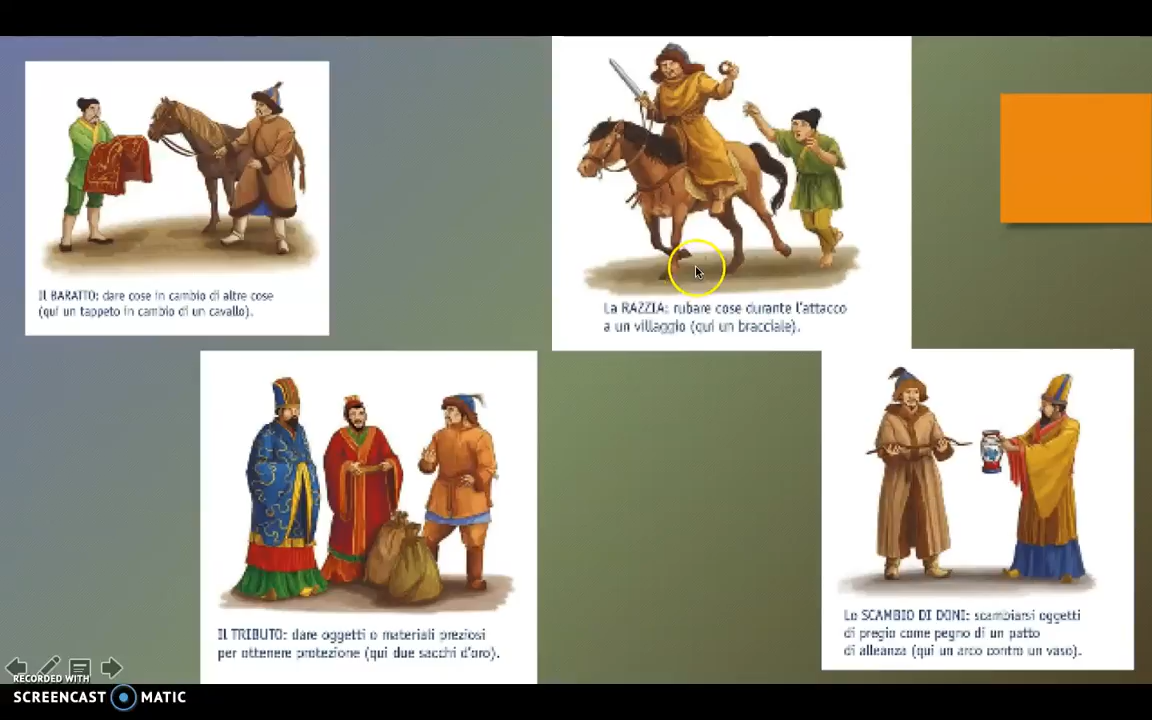 Il BARATTO: dare cose in cambio di altre cose
(qui un tappeto in cambio di un cavallo).
La RAZZIA: rubare cose durante l'attacco
a un villaggio (qui un bracciale).
Il TRIBUTO: dare oggetti o materiali preziosi
per ottenere protezione (qui due sacchi d'oro).
Lo SCAMBIO DI DONI: scambiarsi oggetti
di pregio come pegno di un patto
di alleanza (qui un arco contro un vaso).
RECORDED WITH
SCREENCAST MATIC